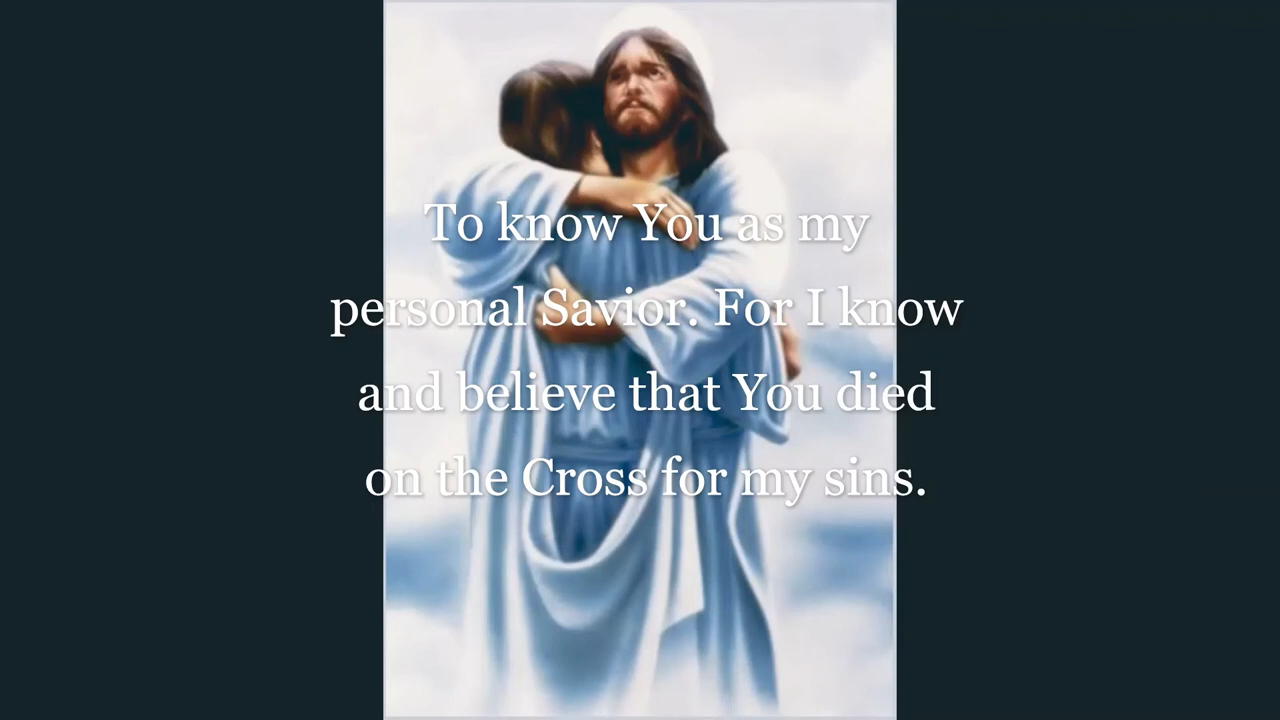 To know You as my
personal Savior. For I know
and believe that You died
on the Cross for my sins.